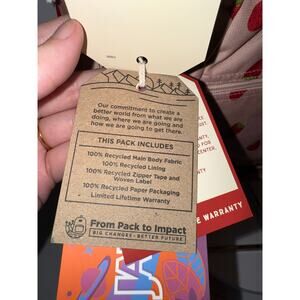 Our commitment to create a
better world from what we are
doing, where we are going and
how we are going to get there.
THIS PACK INCLUDES
100% Recycled Main Body Fabric
100% Recycled Lining
100% Recycled Zipper Tape and
Woven Label
100% Recycled Paper Packaging
Limited Lifetime Warranty
From Pack to Impact
BIG CHANGES • BETTER FUTURE
WARRANTY
JA